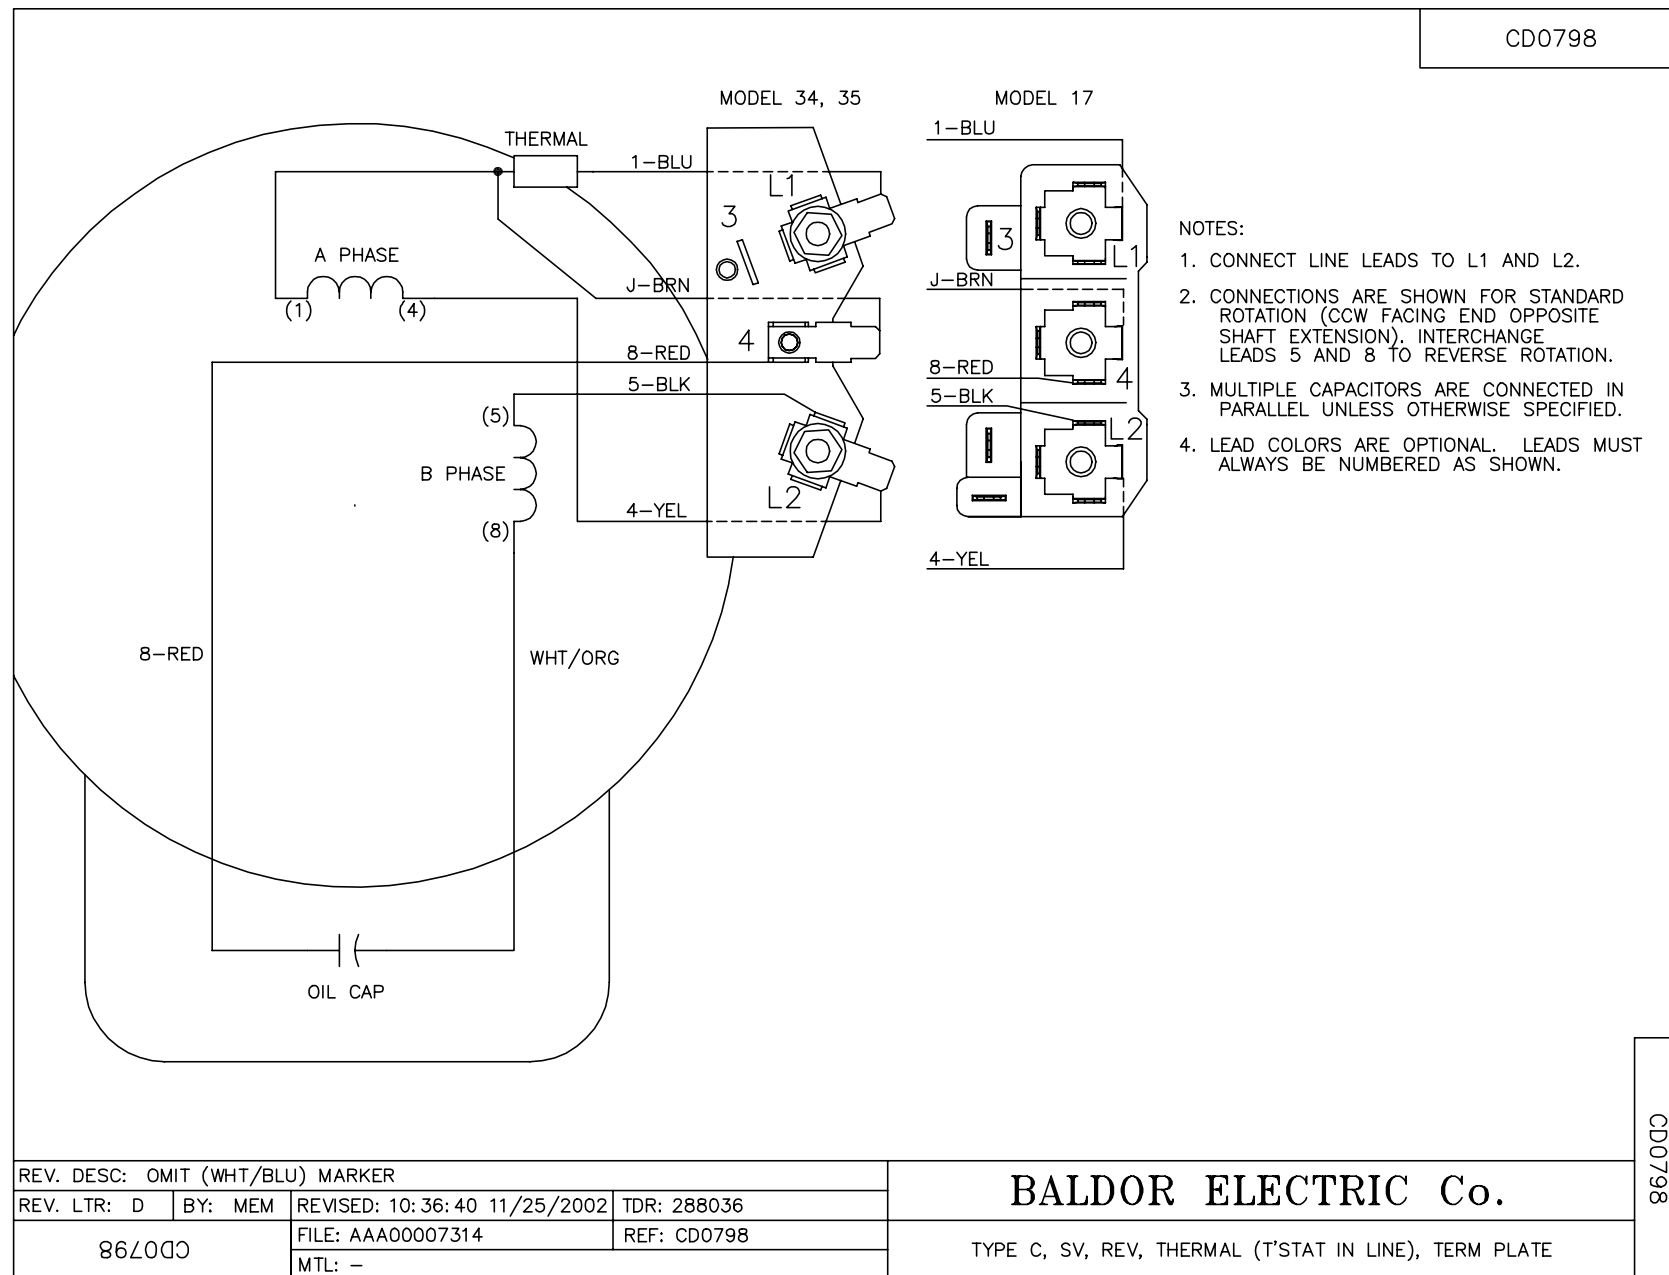 CD0798
MODEL 34, 35
MODEL 17
THERMAL
1-BLU
L1
3
A PHASE
(1)
(4)
J-BRN
4
8-RED
5-BLK
(5)
B PHASE
(8)
L2
4-YEL
8-RED
WHT/ORG
OIL CAP
1-BLU
3
L1
J-BRN
8-RED
4
5-BLK
L2
4-YEL
NOTES:
1. CONNECT LINE LEADS TO L1 AND L2.
2. CONNECTIONS ARE SHOWN FOR STANDARD
ROTATION (CCW FACING END OPPOSITE
SHAFT EXTENSION). INTERCHANGE
LEADS 5 AND 8 TO REVERSE ROTATION.
3. MULTIPLE CAPACITORS ARE CONNECTED IN
PARALLEL UNLESS OTHERWISE SPECIFIED.
4. LEAD COLORS ARE OPTIONAL. LEADS MUST
ALWAYS BE NUMBERED AS SHOWN.
CD0798
REV. DESC: OMIT (WHT/BLU) MARKER
REV. LTR: D
BY: MEM
REVISED: 10:36:40 11/25/2002
TDR: 288036
CD0798
FILE: AAA00007314
REF: CD0798
MTL: -
BALDOR ELECTRIC Co.
TYPE C, SV, REV, THERMAL (T'STAT IN LINE), TERM PLATE